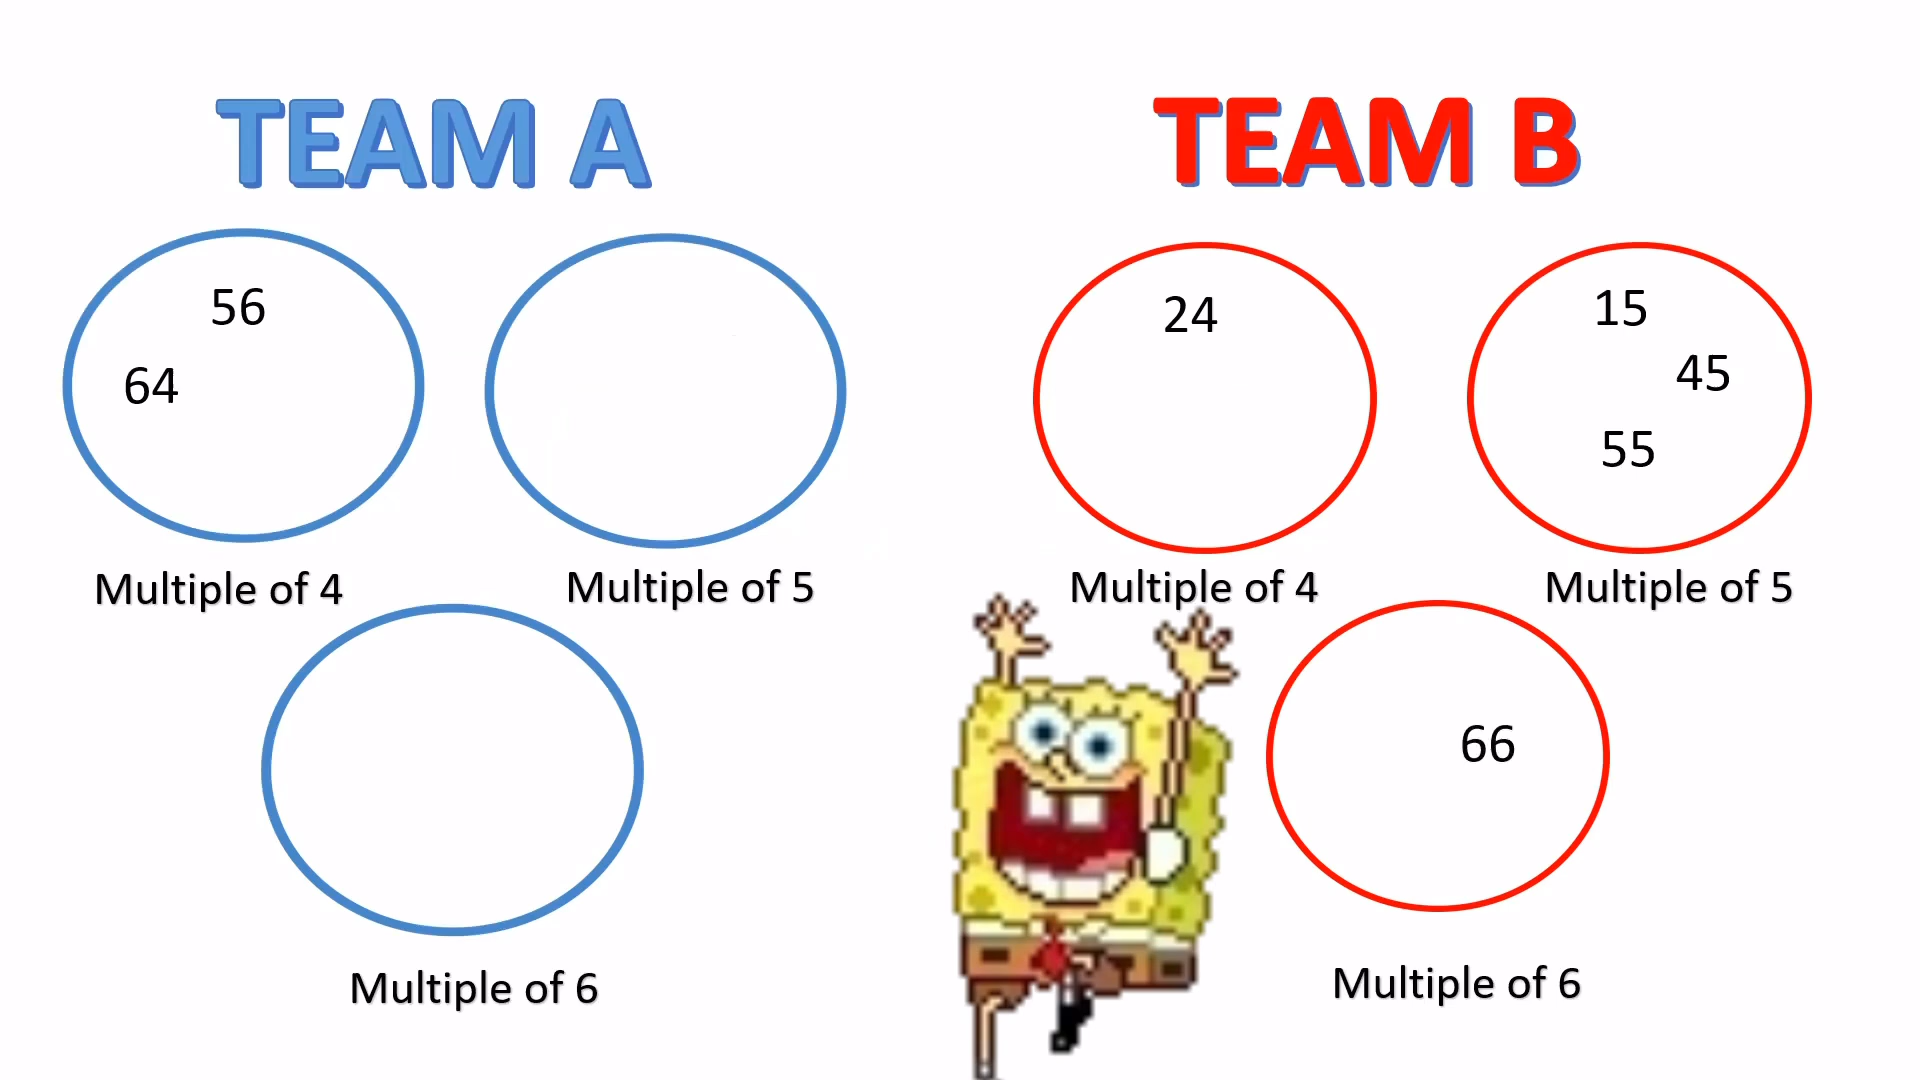 TEAM A
TEAM B
56
64
24
15
45
55
Multiple of 4
Multiple of 5
Multiple of 4
Multiple of 5
66
Multiple of 6
Multiple of 6